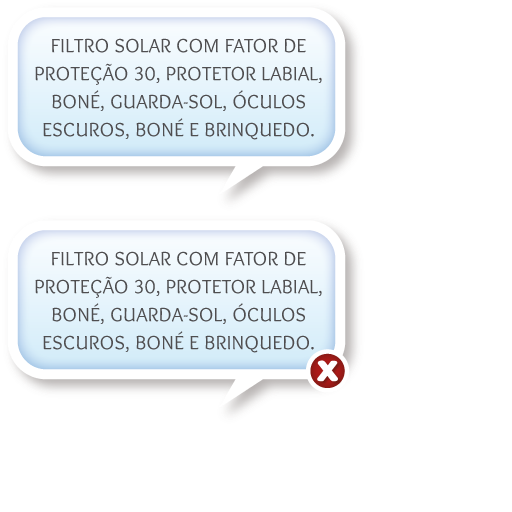 FILTRO SOLAR COM FATOR DE
PROTEÇÃO 30, PROTETOR LABIAL,
BONÉ, GUARDA-SOL, ÓCULOS
ESCUROS, BONÉ E BRINQUEDO.
FILTRO SOLAR COM FATOR DE
PROTEÇÃO 30, PROTETOR LABIAL,
BONÉ, GUARDA-SOL, ÓCULOS
ESCUROS, BONÉ E BRINQUEDO.